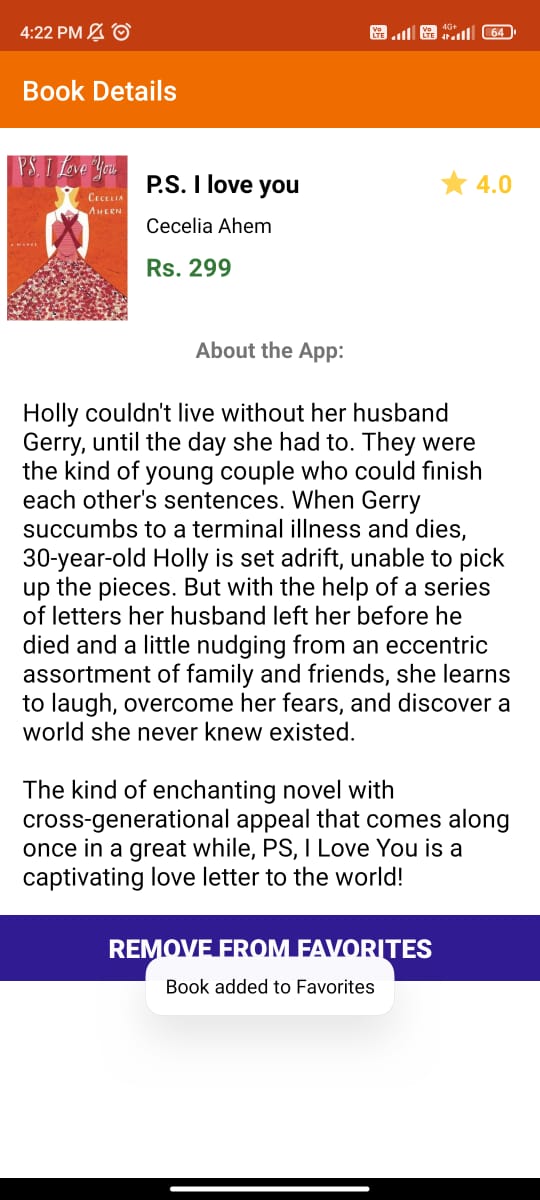 4:22 PM
Vo
LTE
Vo
LTE
4G+
64
Book Details
PS, I Love You
CECELIA
AHERN
A NOVEL
P.S. I love you
4.0
Cecelia Ahem
Rs. 299
About the App:
Holly couldn't live without her husband
Gerry, until the day she had to. They were
the kind of young couple who could finish
each other's sentences. When Gerry
succumbs to a terminal illness and dies,
30-year-old Holly is set adrift, unable to pick
up the pieces. But with the help of a series
of letters her husband left her before he
died and a little nudging from an eccentric
assortment of family and friends, she learns
to laugh, overcome her fears, and discover a
world she never knew existed.
The kind of enchanting novel with
cross-generational appeal that comes along
once in a great while, PS, I Love You is a
captivating love letter to the world!
REMOVE FROM FAVORITES
Book added to Favorites